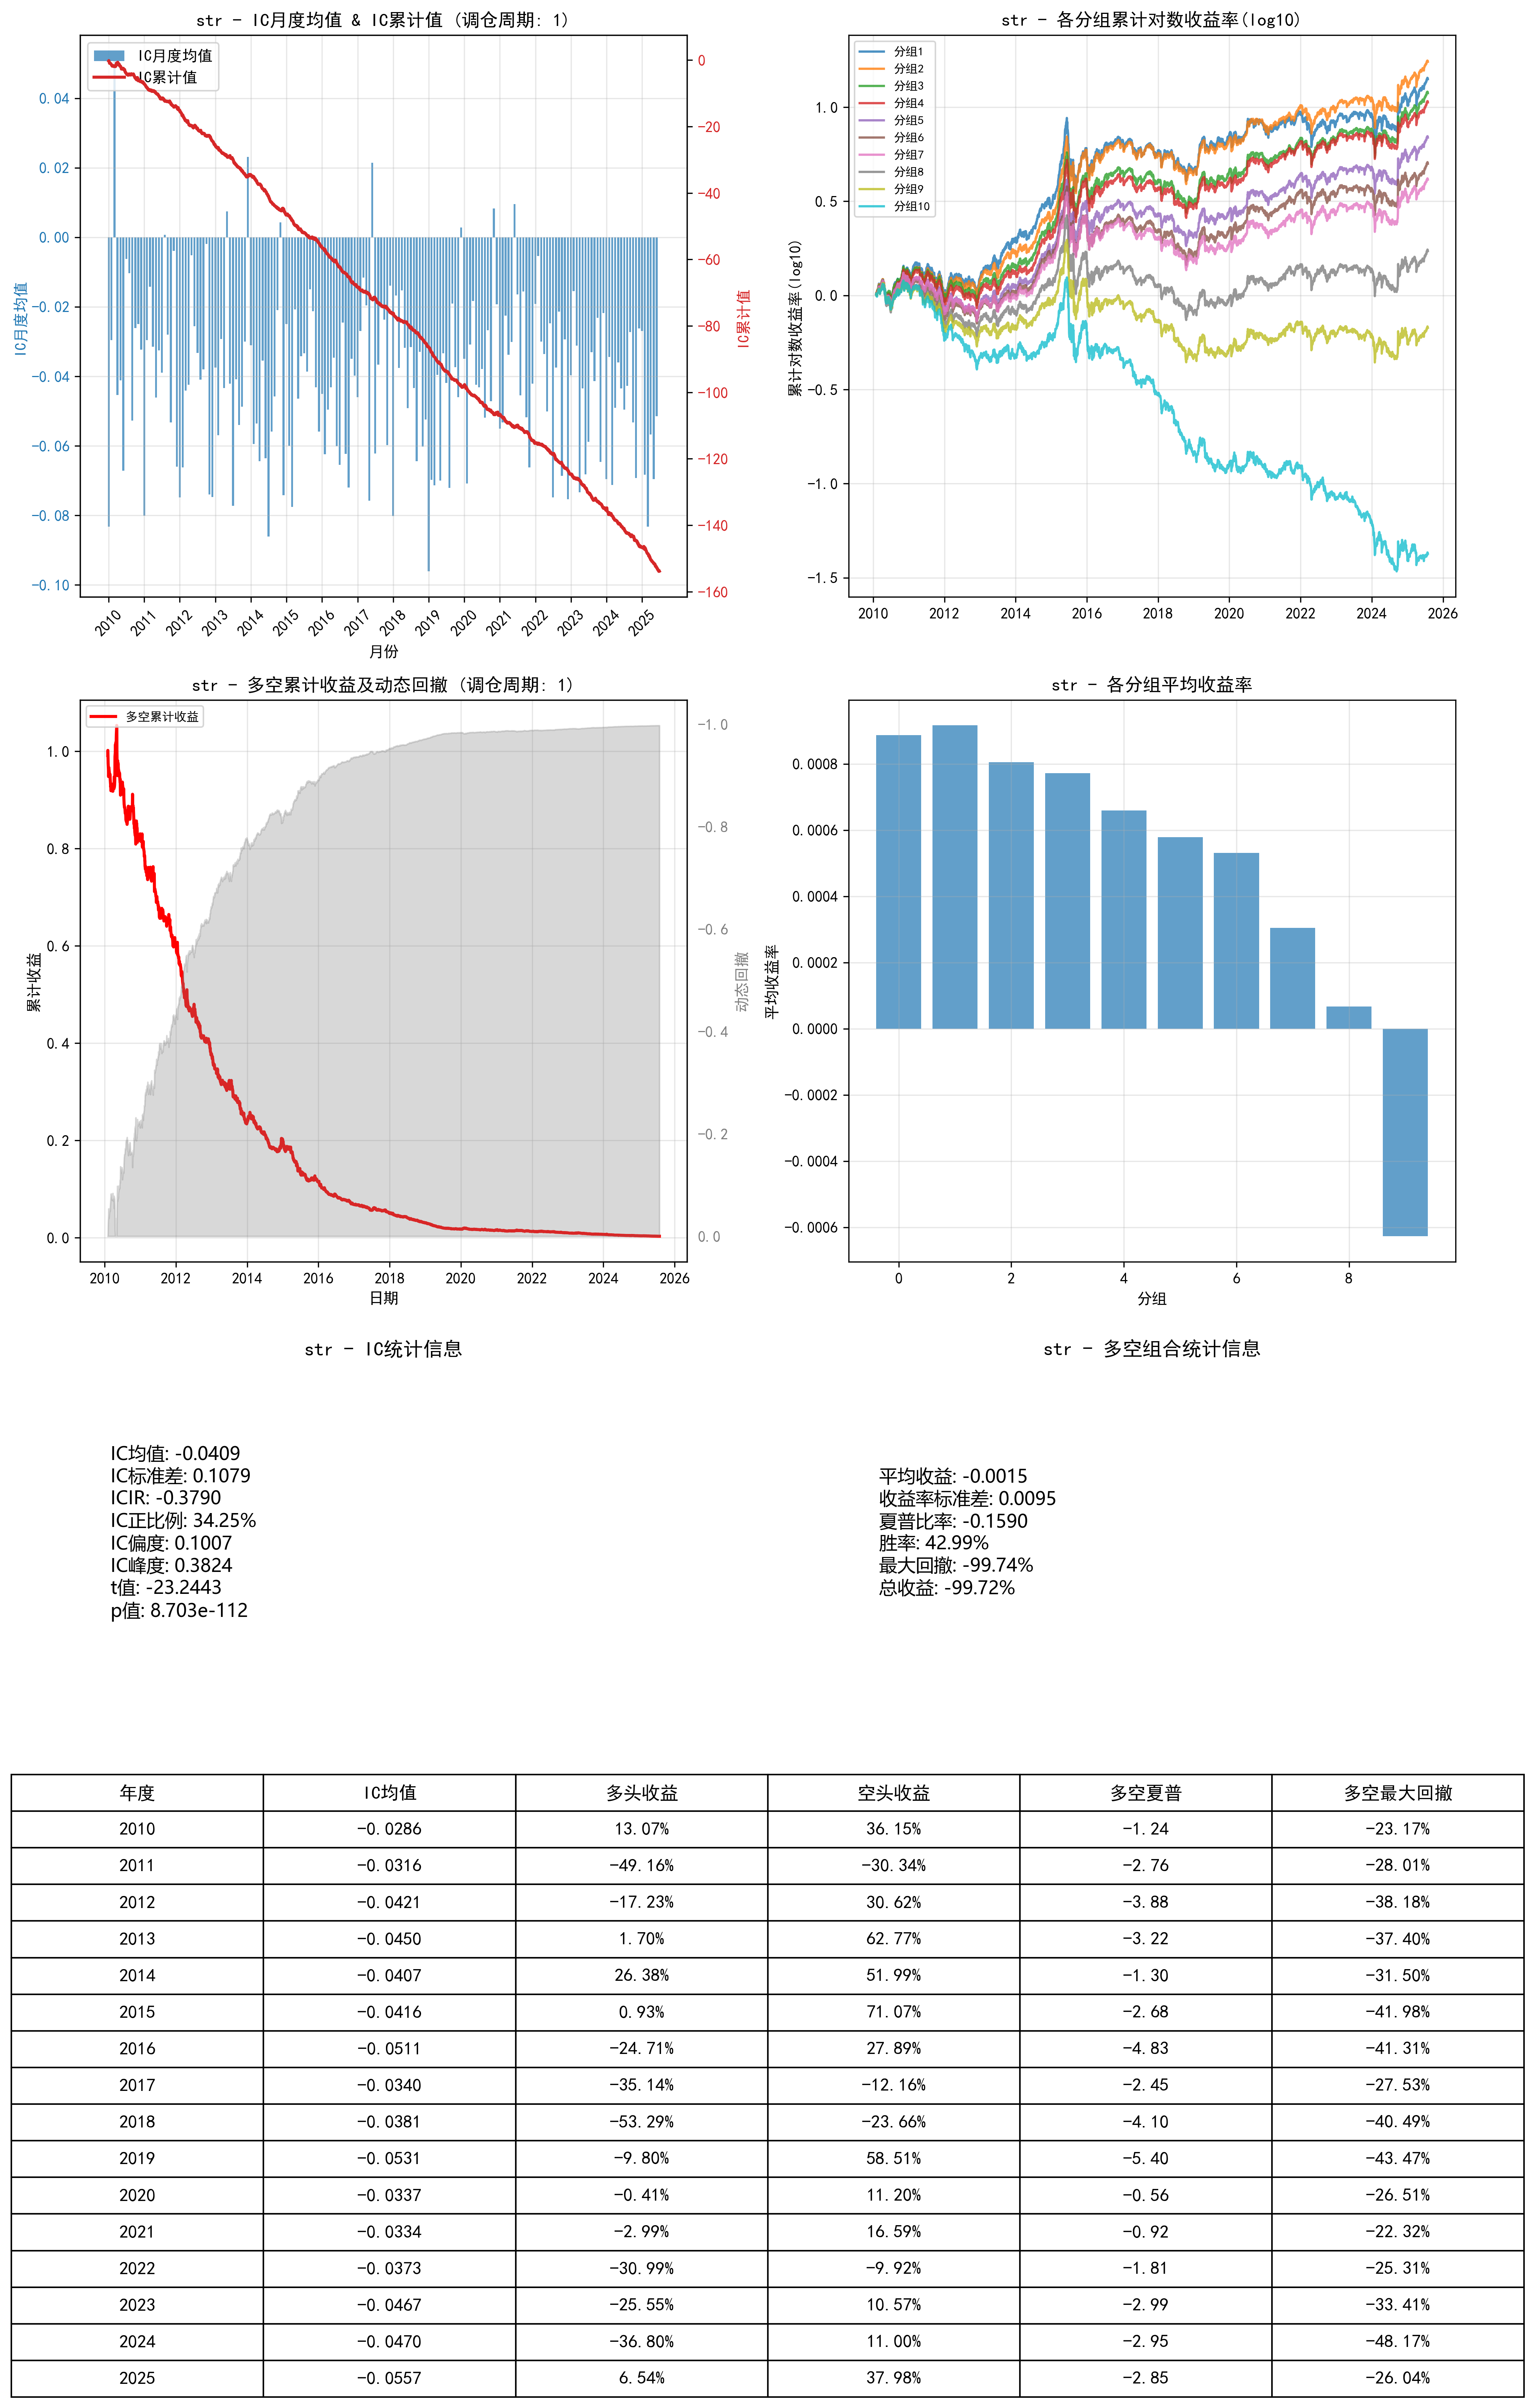 str - IC月度均值 & IC累计值 (调仓周期: 1)
IC月度均值
IC累计值
0.04
0.02
0.00
-0.02
-0.04
-0.06
-0.08
-0.10
IC月度均值
0
-20
-40
-60
-80
-100
-120
-140
-160
IC累计值
2010 2011 2012 2013 2014 2015 2016 2017 2018 2019 2020 2021 2022 2023 2024 2025
月份
str - 各分组累计对数收益率(log10)
分组1
分组2
分组3
分组4
分组5
分组6
分组7
分组8
分组9
分组10
1.0
0.5
0.0
-0.5
-1.0
-1.5
累计对数收益率(log10)
2010 2012 2014 2016 2018 2020 2022 2024 2026
str - 多空累计收益及动态回撤 (调仓周期: 1)
多空累计收益
1.0
0.8
0.6
0.4
0.2
0.0
累计收益
-1.0
-0.8
-0.6
-0.4
-0.2
0.0
动态回撤
2010 2012 2014 2016 2018 2020 2022 2024 2026
日期
str - 各分组平均收益率
0.0008
0.0006
0.0004
0.0002
0.0000
-0.0002
-0.0004
-0.0006
平均收益率
0 2 4 6 8
分组
str - IC统计信息
IC均值: -0.0409
IC标准差: 0.1079
ICIR: -0.3790
IC正比例: 34.25%
IC偏度: 0.1007
IC峰度: 0.3824
t值: -23.2443
p值: 8.703e-112
str - 多空组合统计信息
平均收益: -0.0015
收益率标准差: 0.0095
夏普比率: -0.1590
胜率: 42.99%
最大回撤: -99.74%
总收益: -99.72%
年度 IC均值 多头收益 空头收益 多空夏普 多空最大回撤
2010 -0.0286 13.07% 36.15% -1.24 -23.17%
2011 -0.0316 -49.16% -30.34% -2.76 -28.01%
2012 -0.0421 -17.23% 30.62% -3.88 -38.18%
2013 -0.0450 1.70% 62.77% -3.22 -37.40%
2014 -0.0407 26.38% 51.99% -1.30 -31.50%
2015 -0.0416 0.93% 71.07% -2.68 -41.98%
2016 -0.0511 -24.71% 27.89% -4.83 -41.31%
2017 -0.0340 -35.14% -12.16% -2.45 -27.53%
2018 -0.0381 -53.29% -23.66% -4.10 -40.49%
2019 -0.0531 -9.80% 58.51% -5.40 -43.47%
2020 -0.0337 -0.41% 11.20% -0.56 -26.51%
2021 -0.0334 -2.99% 16.59% -0.92 -22.32%
2022 -0.0373 -30.99% -9.92% -1.81 -25.31%
2023 -0.0467 -25.55% 10.57% -2.99 -33.41%
2024 -0.0470 -36.80% 11.00% -2.95 -48.17%
2025 -0.0557 6.54% 37.98% -2.85 -26.04%